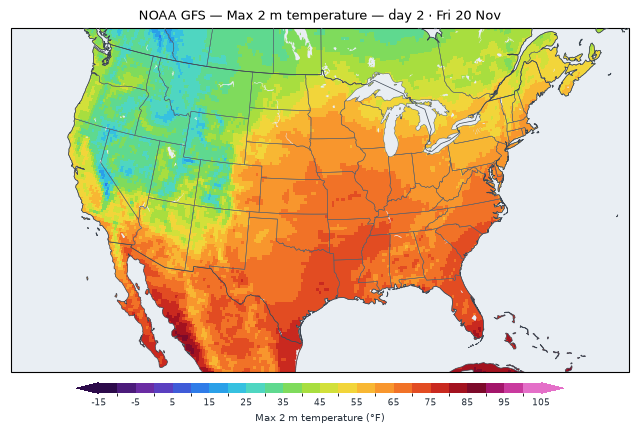 NOAA GFS — Max 2 m temperature — day 2 · Fri 20 Nov
-15 -5 5 15 25 35 45 55 65 75 85 95 105
Max 2 m temperature (°F)